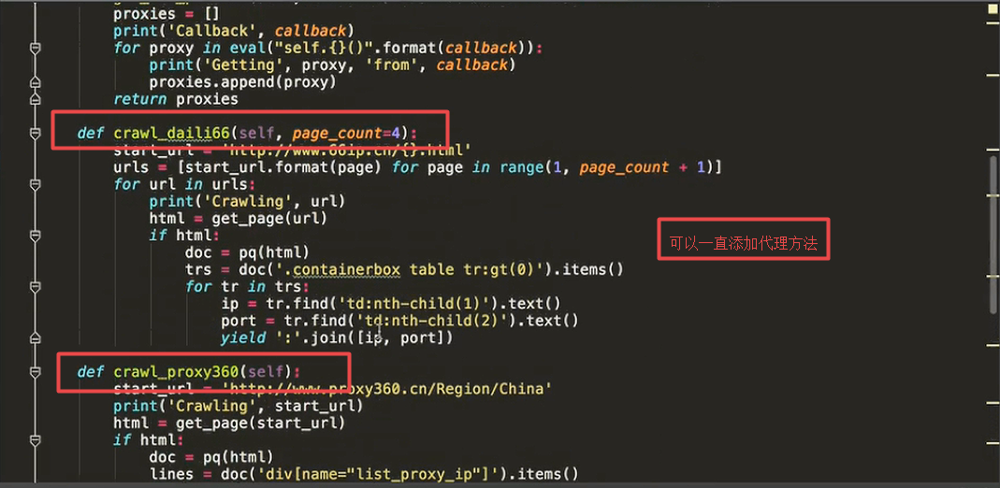 proxies = []
print('Callback', callback)
for proxy in eval("self.{}()".format(callback)):
print('Getting', proxy, 'from', callback)
proxies.append(proxy)
return proxies
def crawl_daili66(self, page_count=4):
start_url = 'http://www.66ip.cn/{}.html'
urls = [start_url.format(page) for page in range(1, page_count + 1)]
for url in urls:
print('Crawling', url)
html = get_page(url)
if html:
可以一直添加代理方法
doc = pq(html)
trs = doc('.containerbox table tr:gt(0)').items()
for tr in trs:
ip = tr.find('td:nth-child(1)').text()
port = tr.find('td:nth-child(2)').text()
yield ':'.join([ip, port])
def crawl_proxy360(self):
start_url = 'http://www.proxy360.cn/Region/China'
print('Crawling', start_url)
html = get_page(start_url)
if html:
doc = pq(html)
lines = doc('div[name="list_proxy_ip"]').items()